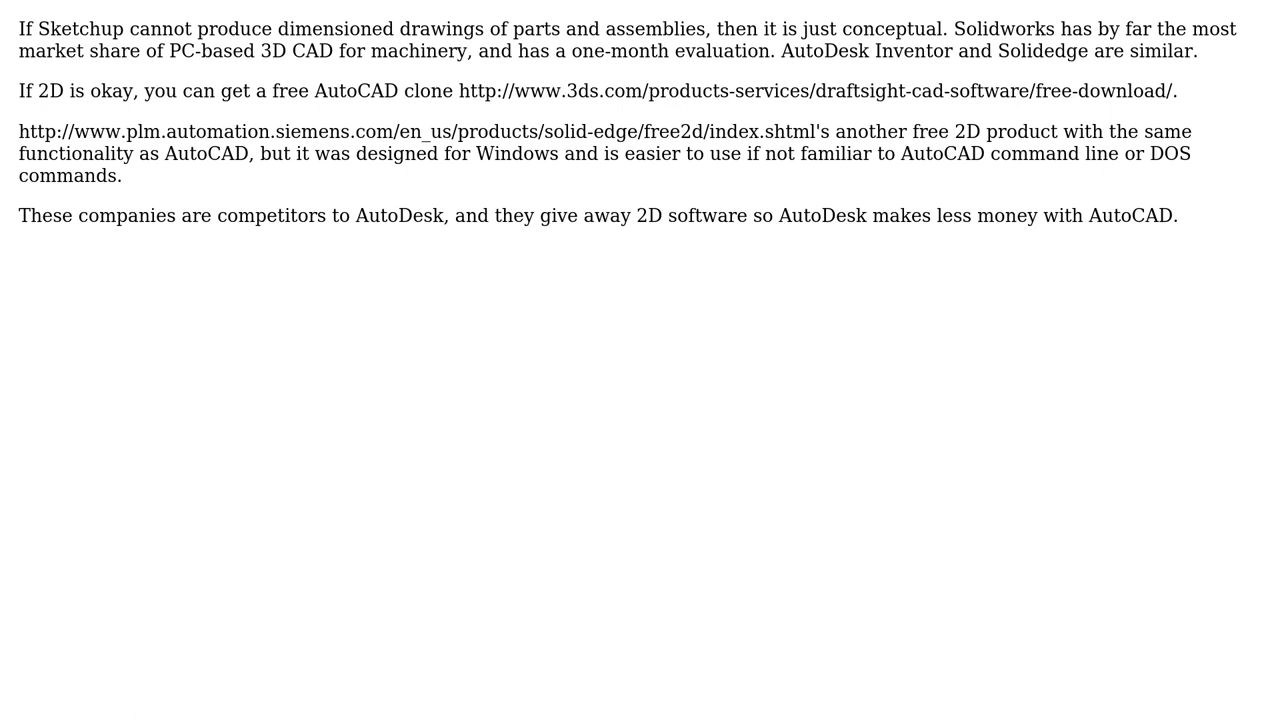 If Sketchup cannot produce dimensioned drawings of parts and assemblies, then it is just conceptual. Solidworks has by far the most
market share of PC-based 3D CAD for machinery, and has a one-month evaluation. AutoDesk Inventor and Solidedge are similar.
If 2D is okay, you can get a free AutoCAD clone http://www.3ds.com/products-services/draftsight-cad-software/free-download/.
http://www.plm.automation.siemens.com/en_us/products/solid-edge/free2d/index.shtml's another free 2D product with the same
functionality as AutoCAD, but it was designed for Windows and is easier to use if not familiar to AutoCAD command line or DOS
commands.
These companies are competitors to AutoDesk, and they give away 2D software so AutoDesk makes less money with AutoCAD.